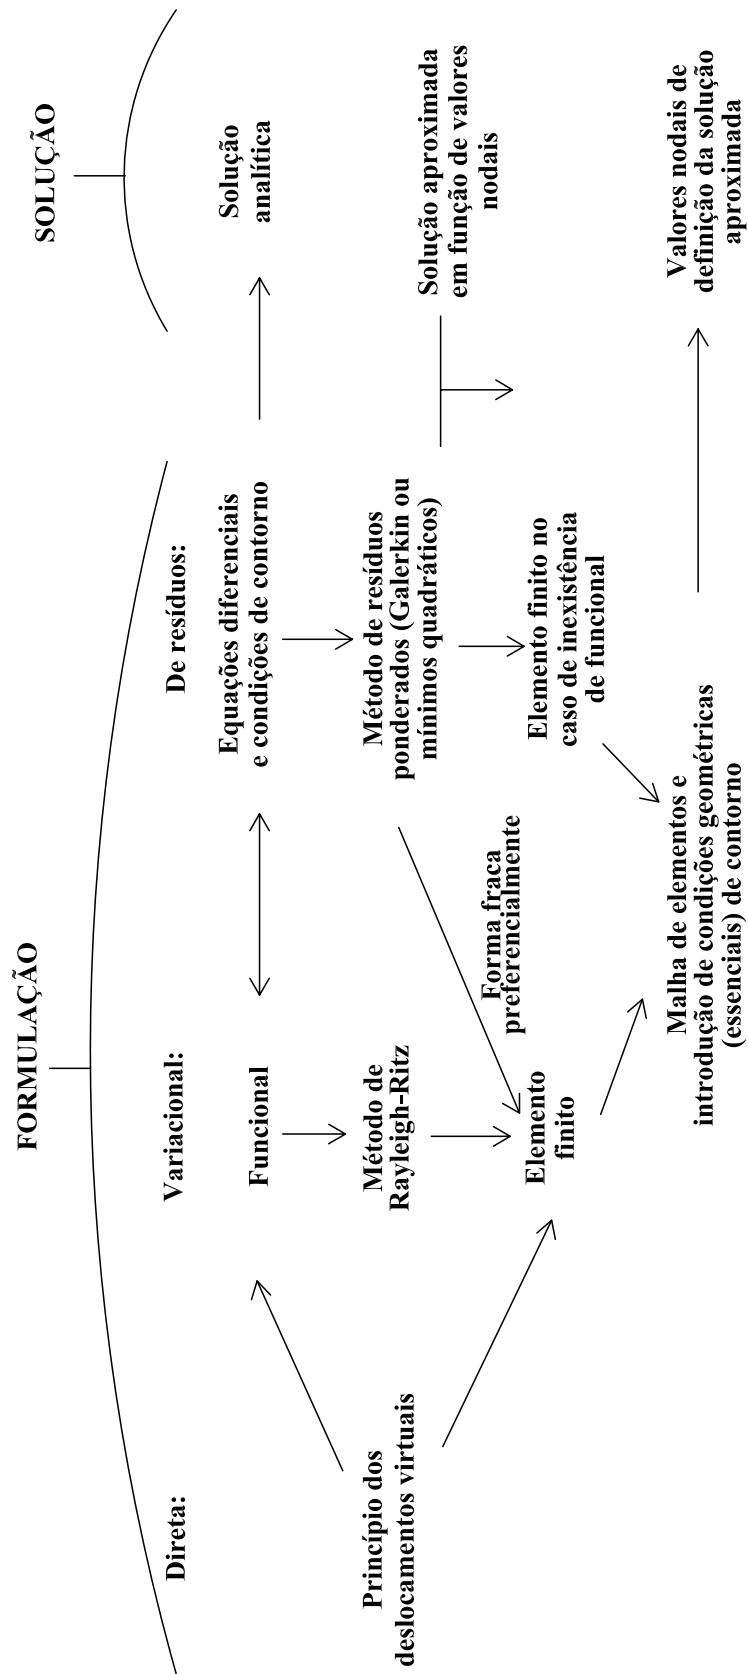 FORMULAÇÃO
SOLUÇÃO
Direta:
Variacional:
De resíduos:
Funcional
Equações diferenciais
e condições de contorno
Solução
analítica
Princípio dos
deslocamentos virtuais
Método de
Rayleigh-Ritz
Método de resíduos
ponderados (Galerkin ou
mínimos quadráticos)
Solução aproximada
em função de valores
nodais
Forma fraca
preferencialmente
Elemento
finito
Elemento finito no
caso de inexistência
de funcional
Malha de elementos e
introdução de condições geométricas
(essenciais) de contorno
Valores nodais de
definição da solução
aproximada